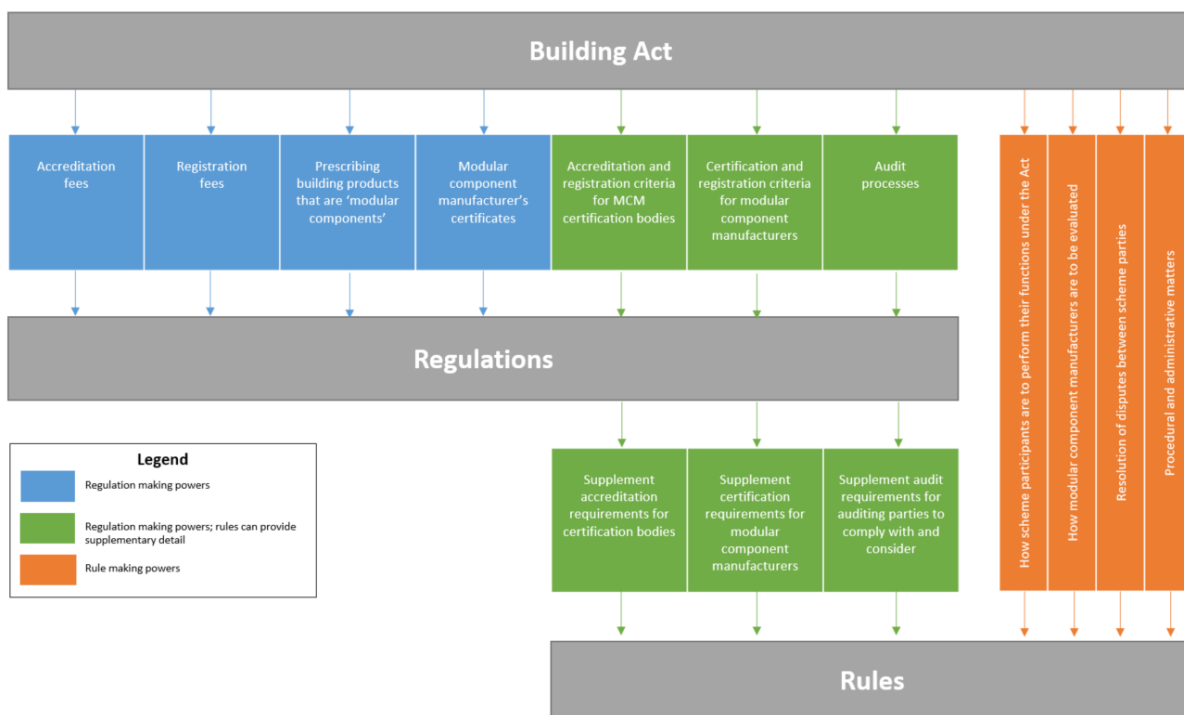 Building Act
Accreditation
fees
Registration
fees
Prescribing
building products
that are ‘modular
components’
Modular
component
manufacturer’s
certificates
Accreditation and
registration criteria
for MCM
certification bodies
Certification and
registration criteria
for modular
component
manufacturers
Audit
processes
How scheme participants are to perform their functions under the Act
How modular component manufacturers are to be evaluated
Resolution of disputes between scheme parties
Procedural and administrative matters
Regulations
Legend
Regulation making powers
Regulation making powers; rules can provide
supplementary detail
Rule making powers
Supplement
accreditation
requirements for
certification bodies
Supplement
certification
requirements for
modular
component
manufacturers
Supplement audit
requirements for
auditing parties to
comply with and
consider
Rules